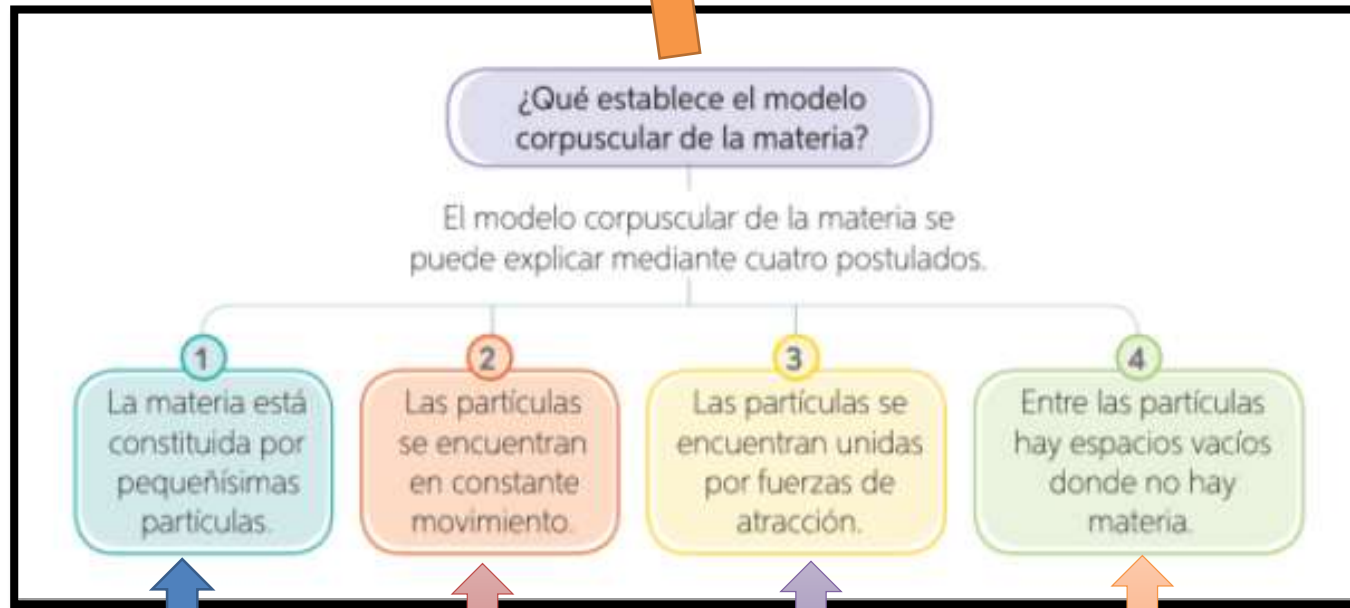 ¿Qué establece el modelo
corpuscular de la materia?
El modelo corpuscular de la materia se
puede explicar mediante cuatro postulados.
1
La materia está
constituida por
pequeñísimas
partículas.
2
Las partículas
se encuentran
en constante
movimiento.
3
Las partículas se
encuentran unidas
por fuerzas de
atracción.
4
Entre las partículas
hay espacios vacíos
donde no hay
materia.